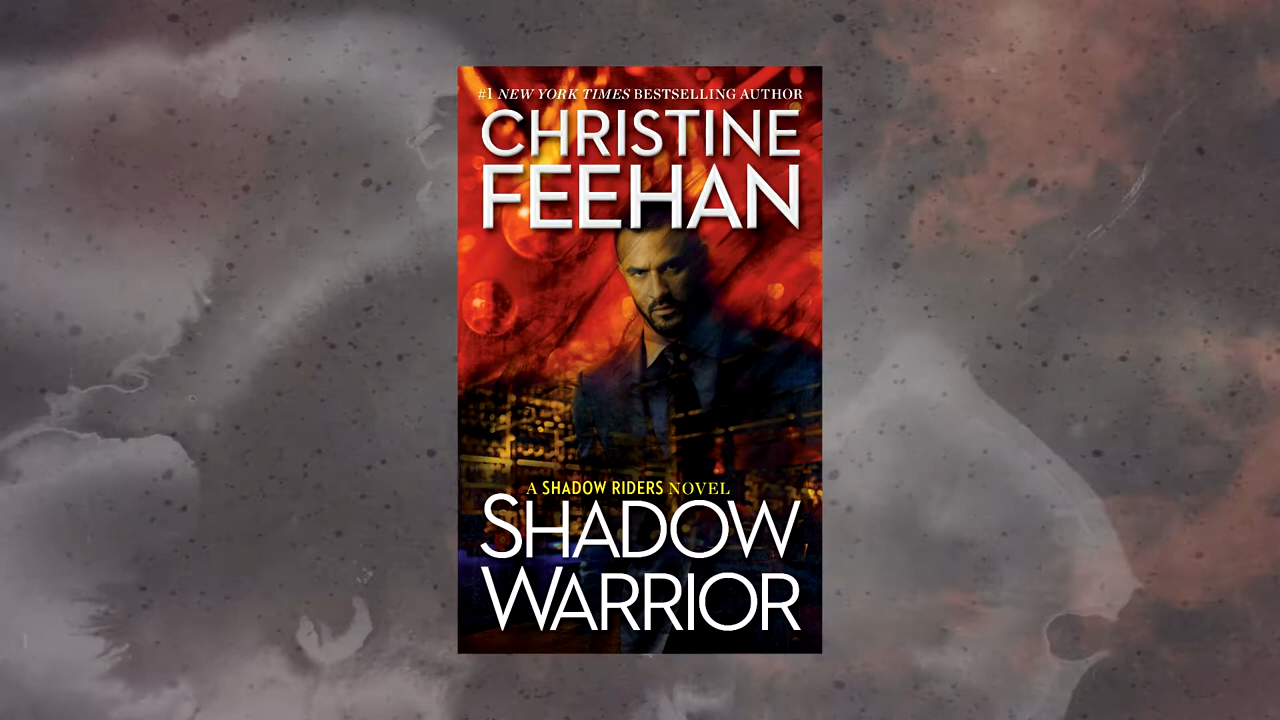 #1 NEW YORK TIMES BESTSELLING AUTHOR
CHRISTINE
FEEHAN
A SHADOW RIDERS NOVEL
SHADOW
WARRIOR